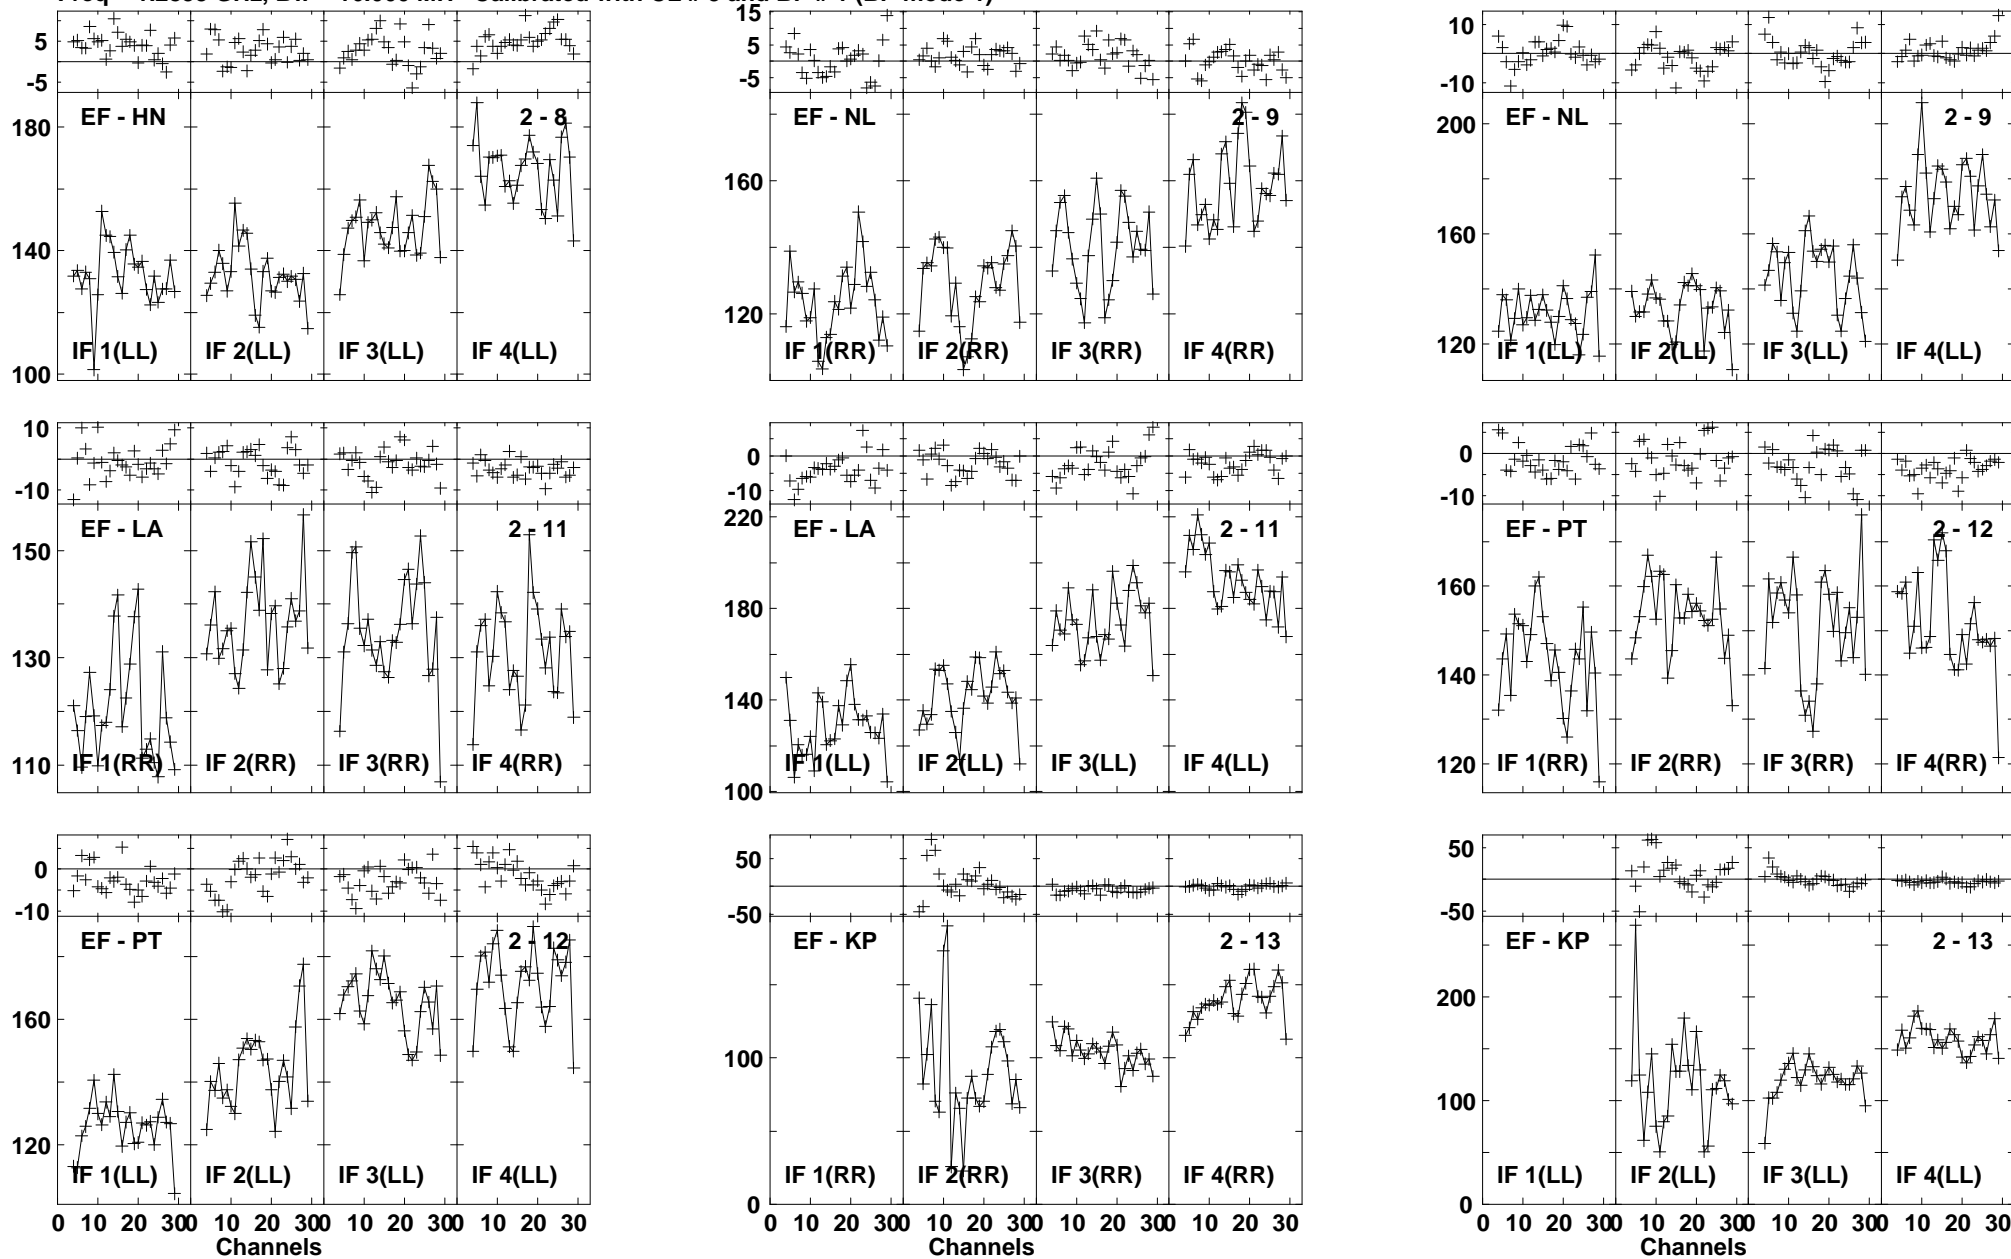 5
-5
180
140
100
EF - HN
2 - 8
IF 1(LL)
IF 2(LL)
IF 3(LL)
IF 4(LL)
15
5
-5
160
120
EF - NL
2 - 9
IF 1(RR)
IF 2(RR)
IF 3(RR)
IF 4(RR)
10
-10
200
160
120
EF - NL
2 - 9
IF 1(LL)
IF 2(LL)
IF 3(LL)
IF 4(LL)
10
-10
150
130
110
EF - LA
2 - 11
IF 1(RR)
IF 2(RR)
IF 3(RR)
IF 4(RR)
0
-10
220
180
140
100
EF - LA
2 - 11
IF 1(LL)
IF 2(LL)
IF 3(LL)
IF 4(LL)
0
-10
160
140
120
EF - PT
2 - 12
IF 1(RR)
IF 2(RR)
IF 3(RR)
IF 4(RR)
0
-10
160
120
EF - PT
2 - 12
IF 1(LL)
IF 2(LL)
IF 3(LL)
IF 4(LL)
0 10 20 30 0 10 20 30 0 10 20 30 0 10 20 30
Channels
50
-50
100
0
EF - KP
2 - 13
IF 1(RR)
IF 2(RR)
IF 3(RR)
IF 4(RR)
0 10 20 30 0 10 20 30 0 10 20 30 0 10 20 30
Channels
50
-50
200
100
0
EF - KP
2 - 13
IF 1(LL)
IF 2(LL)
IF 3(LL)
IF 4(LL)
0 10 20 30 0 10 20 30 0 10 20 30 0 10 20 30
Channels